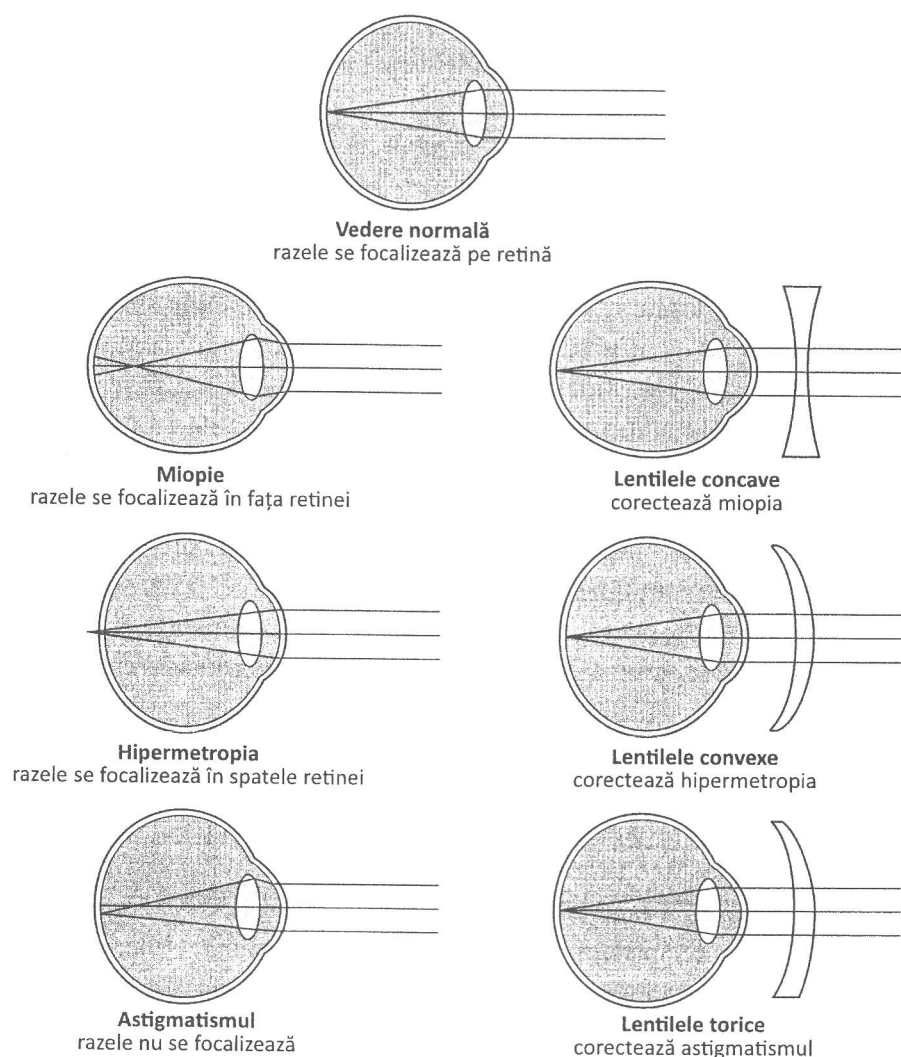 Vedere normală
razele se focalizează pe retină
Miopie
razele se focalizează în fața retinei
Lentilele concave
corectează miopia
Hipermetropia
razele se focalizează în spatele retinei
Lentilele convexe
corectează hipermetropia
Astigmatismul
razele nu se focalizează
Lentilele torice
corectează astigmatismul